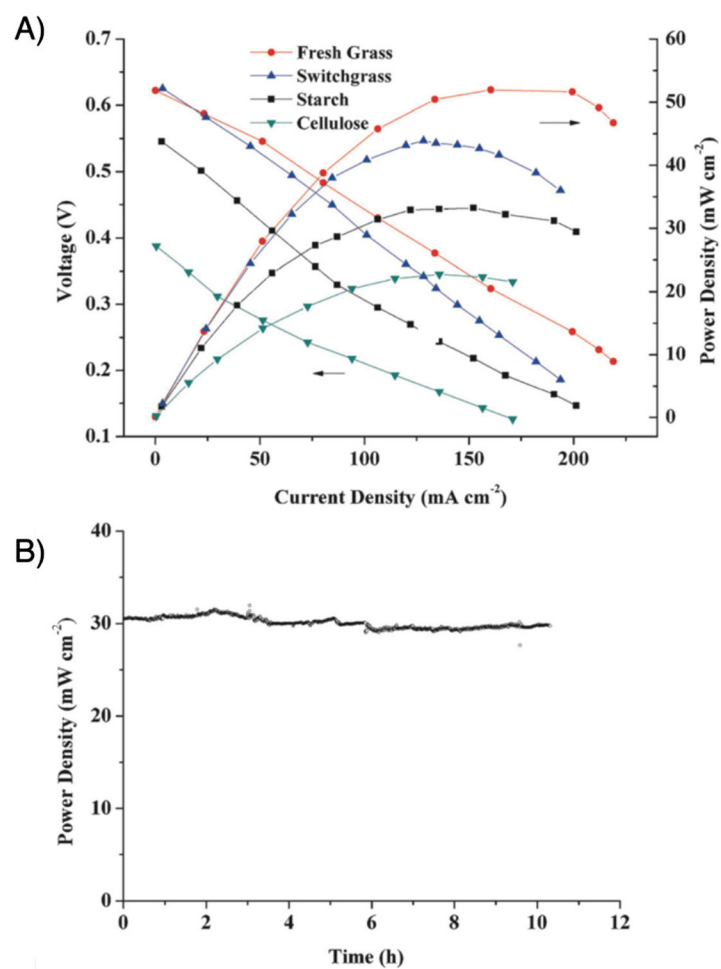 A)
0.7
0.6
0.5
0.4
0.3
0.2
0.1
Voltage (V)
Fresh Grass
Switchgrass
Starch
Cellulose
60
50
40
30
20
10
0
Power Density (mW cm-2)
0 50 100 150 200
Current Density (mA cm-2)
B)
40
30
20
10
0
Power Density (mW cm-2)
0 2 4 6 8 10 12
Time (h)